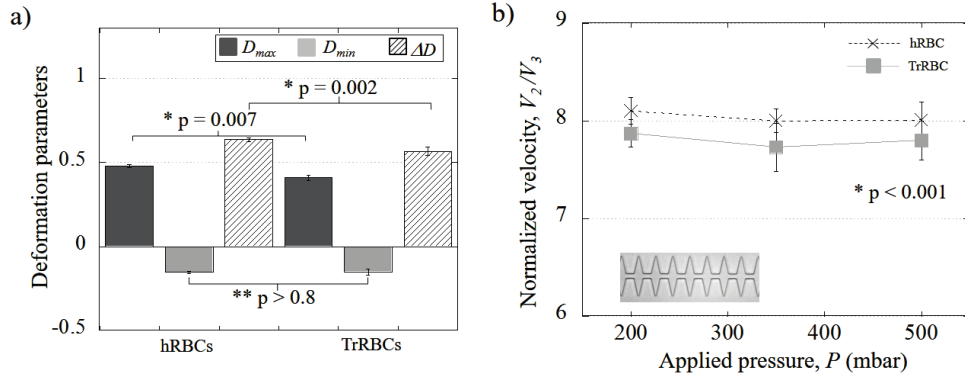 a)
D_max D_min ΔD
1
* p = 0.002
* p = 0.007
0.5
0
** p > 0.8
-0.5
hRBCs TrRBCs
Deformation parameters
b)
9
hRBC
TrRBC
8
* p < 0.001
7
6
200 300 400 500
Applied pressure, P (mbar)
Normalized velocity, V_2/V_3